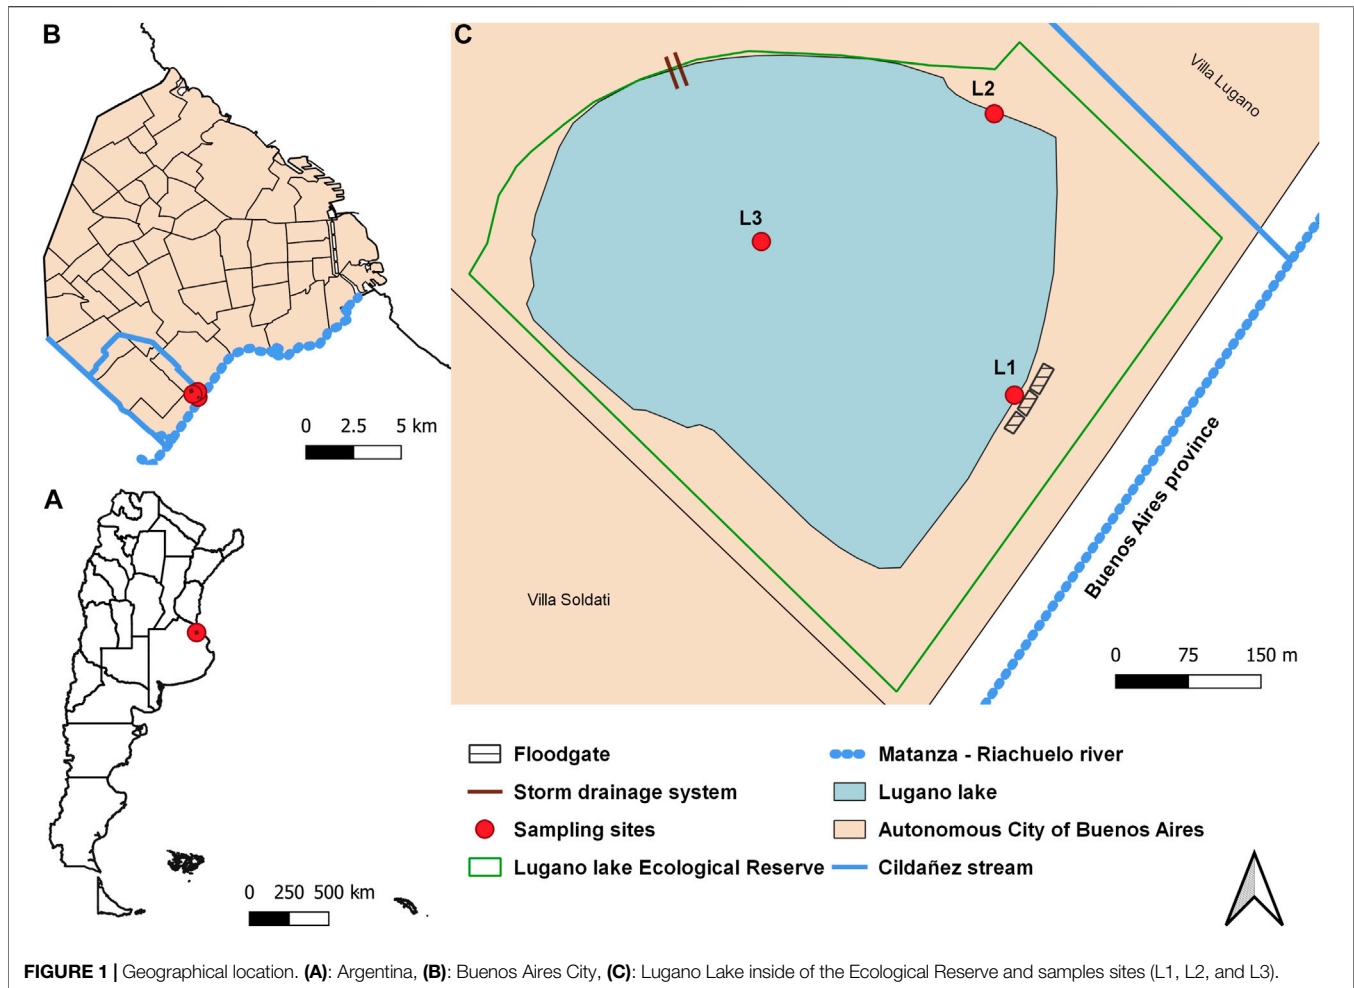 B
0 2.5 5 km
A
0 250 500 km
C
Villa Lugano
L2
L3
L1
Buenos Aires province
Villa Soldati
0 75 150 m
Floodgate
Matanza - Riachuelo river
Storm drainage system
Lugano lake
Sampling sites
Autonomous City of Buenos Aires
Lugano lake Ecological Reserve
Cildañez stream
FIGURE 1 | Geographical location. (A): Argentina, (B): Buenos Aires City, (C): Lugano Lake inside of the Ecological Reserve and samples sites (L1, L2, and L3).